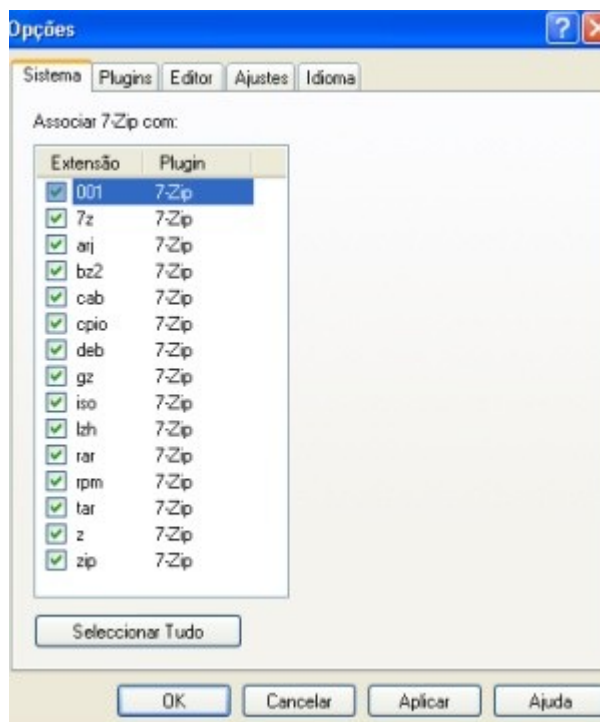 Opções
Sistema Plugins Editor Ajustes Idioma
Associar 7-Zip com:
Extensão Plugin
001 7-Zip
7z 7-Zip
arj 7-Zip
bz2 7-Zip
cab 7-Zip
cpio 7-Zip
deb 7-Zip
gz 7-Zip
iso 7-Zip
lzh 7-Zip
rar 7-Zip
rpm 7-Zip
tar 7-Zip
z 7-Zip
zip 7-Zip
Seleccionar Tudo
OK Cancelar Aplicar Ajuda